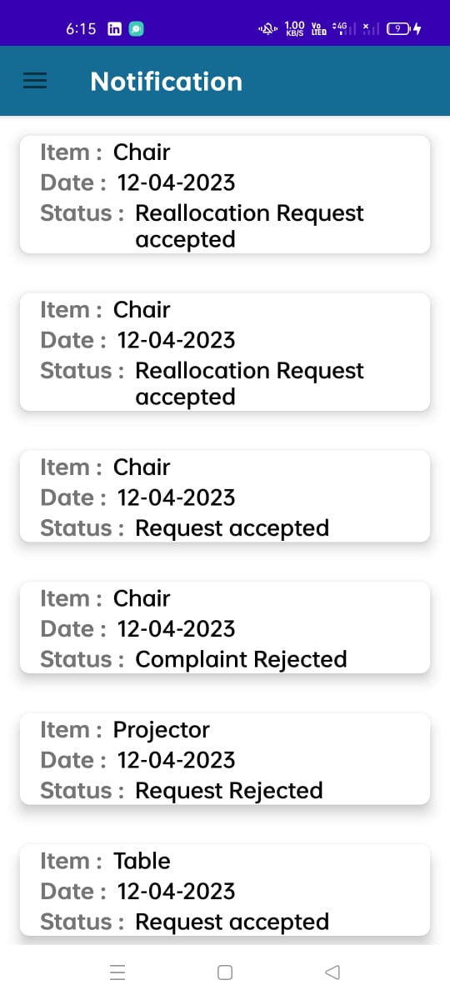 6:15 in 1.00 KB/S Vo LTED 4G 9
Notification
Item : Chair
Date : 12-04-2023
Status : Reallocation Request
accepted
Item : Chair
Date : 12-04-2023
Status : Reallocation Request
accepted
Item : Chair
Date : 12-04-2023
Status : Request accepted
Item : Chair
Date : 12-04-2023
Status : Complaint Rejected
Item : Projector
Date : 12-04-2023
Status : Request Rejected
Item : Table
Date : 12-04-2023
Status : Request accepted